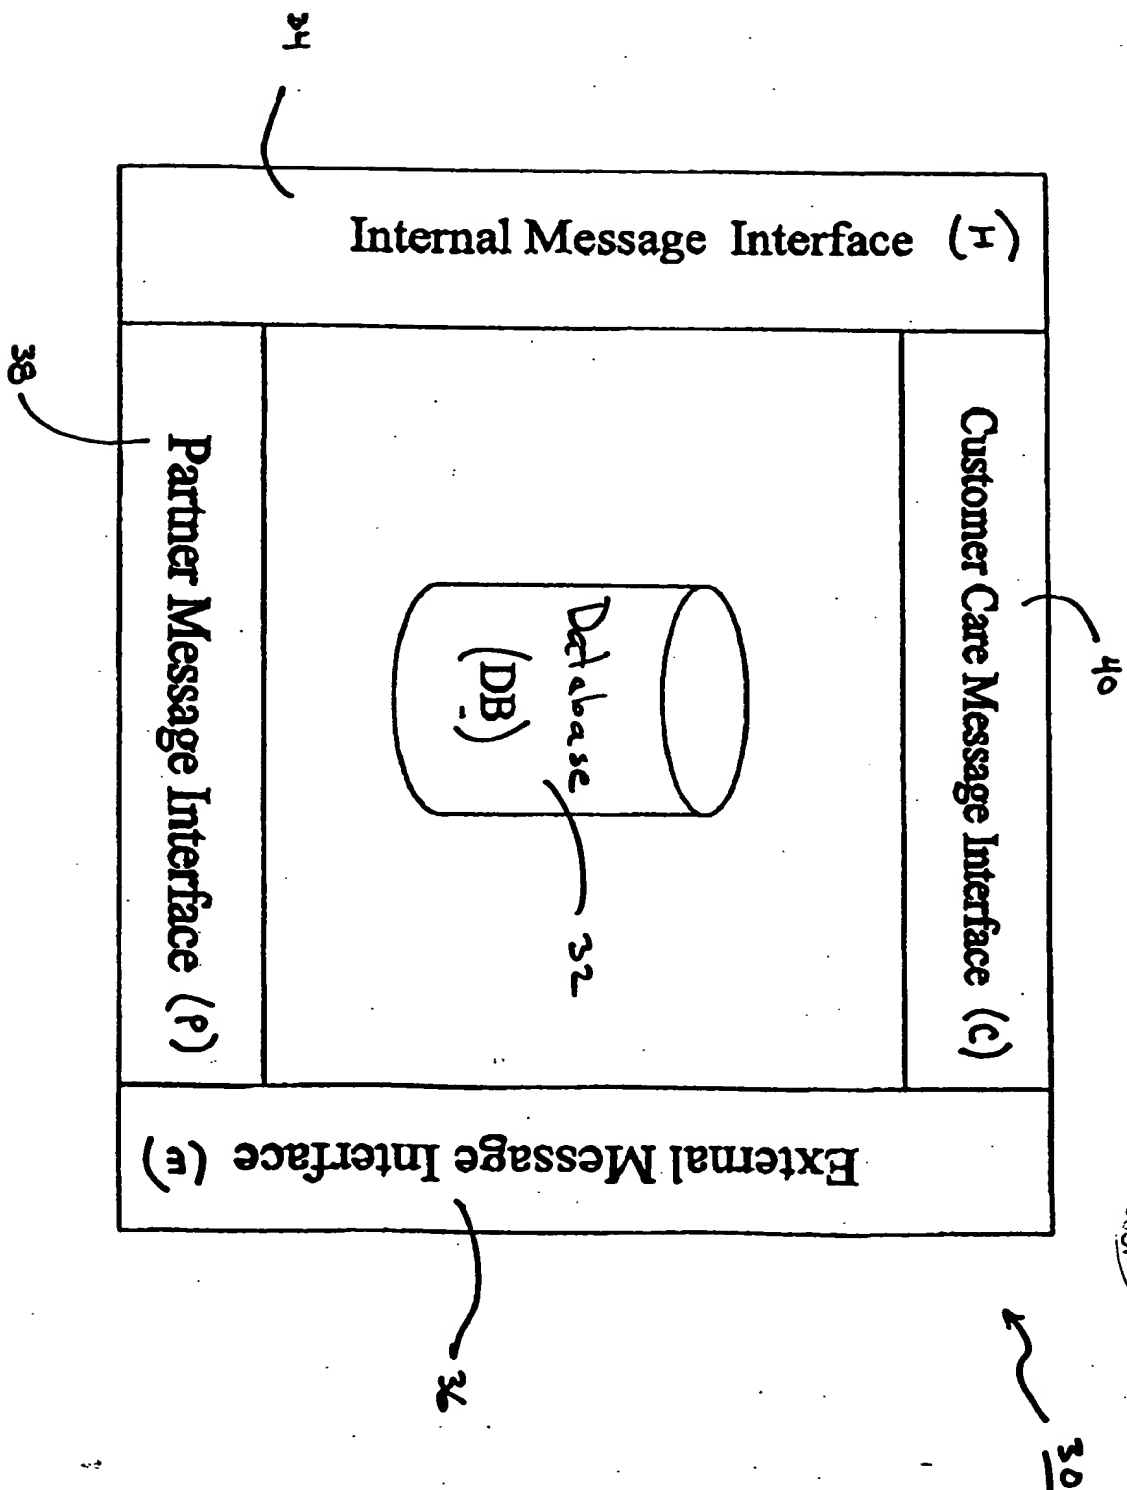 30
40
Customer Care Message Interface (C)
Internal Message Interface (I)
Database
(DB)
32
External Message Interface (E)
36
Partner Message Interface (P)
34
38